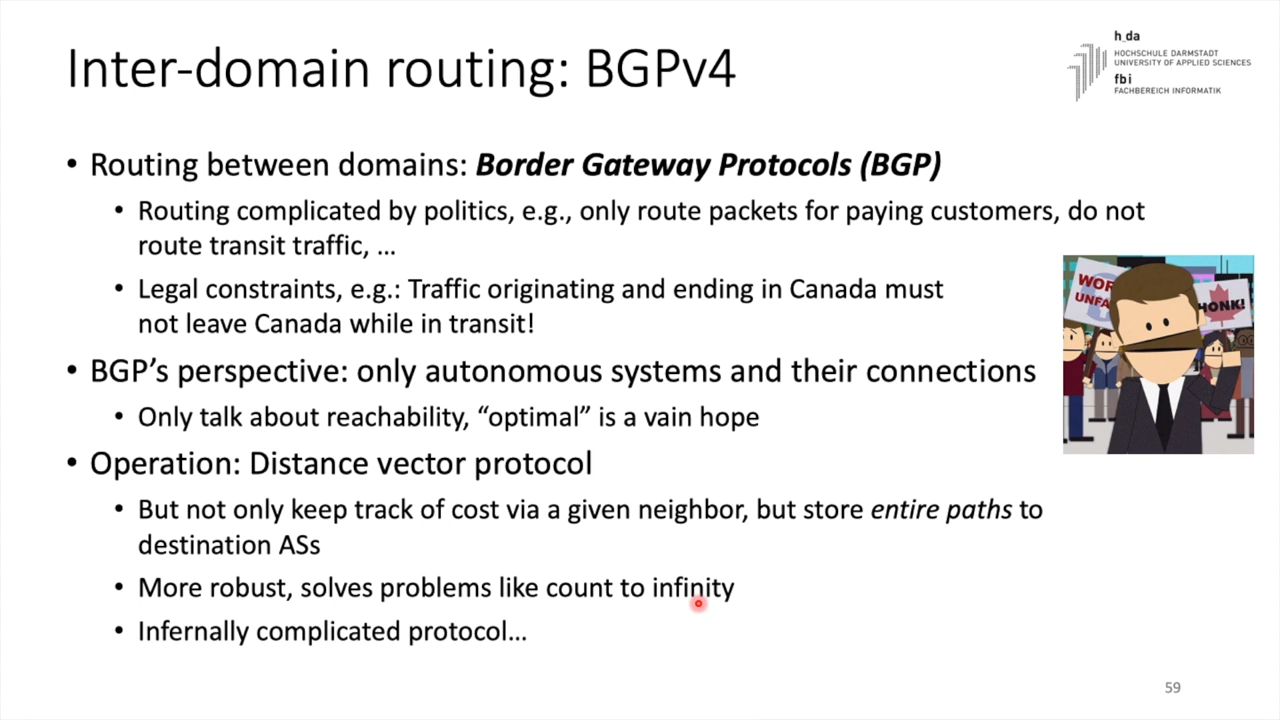 Inter-domain routing: BGPv4
h_da
HOCHSCHULE DARMSTADT
UNIVERSITY OF APPLIED SCIENCES
fbi
FACHBEREICH INFORMATIK
• Routing between domains: Border Gateway Protocols (BGP)
• Routing complicated by politics, e.g., only route packets for paying customers, do not
route transit traffic, …
• Legal constraints, e.g.: Traffic originating and ending in Canada must
not leave Canada while in transit!
WOR
UNFA
HONK!
• BGP’s perspective: only autonomous systems and their connections
• Only talk about reachability, “optimal” is a vain hope
• Operation: Distance vector protocol
• But not only keep track of cost via a given neighbor, but store entire paths to
destination ASs
• More robust, solves problems like count to infinity
• Infernally complicated protocol…
59